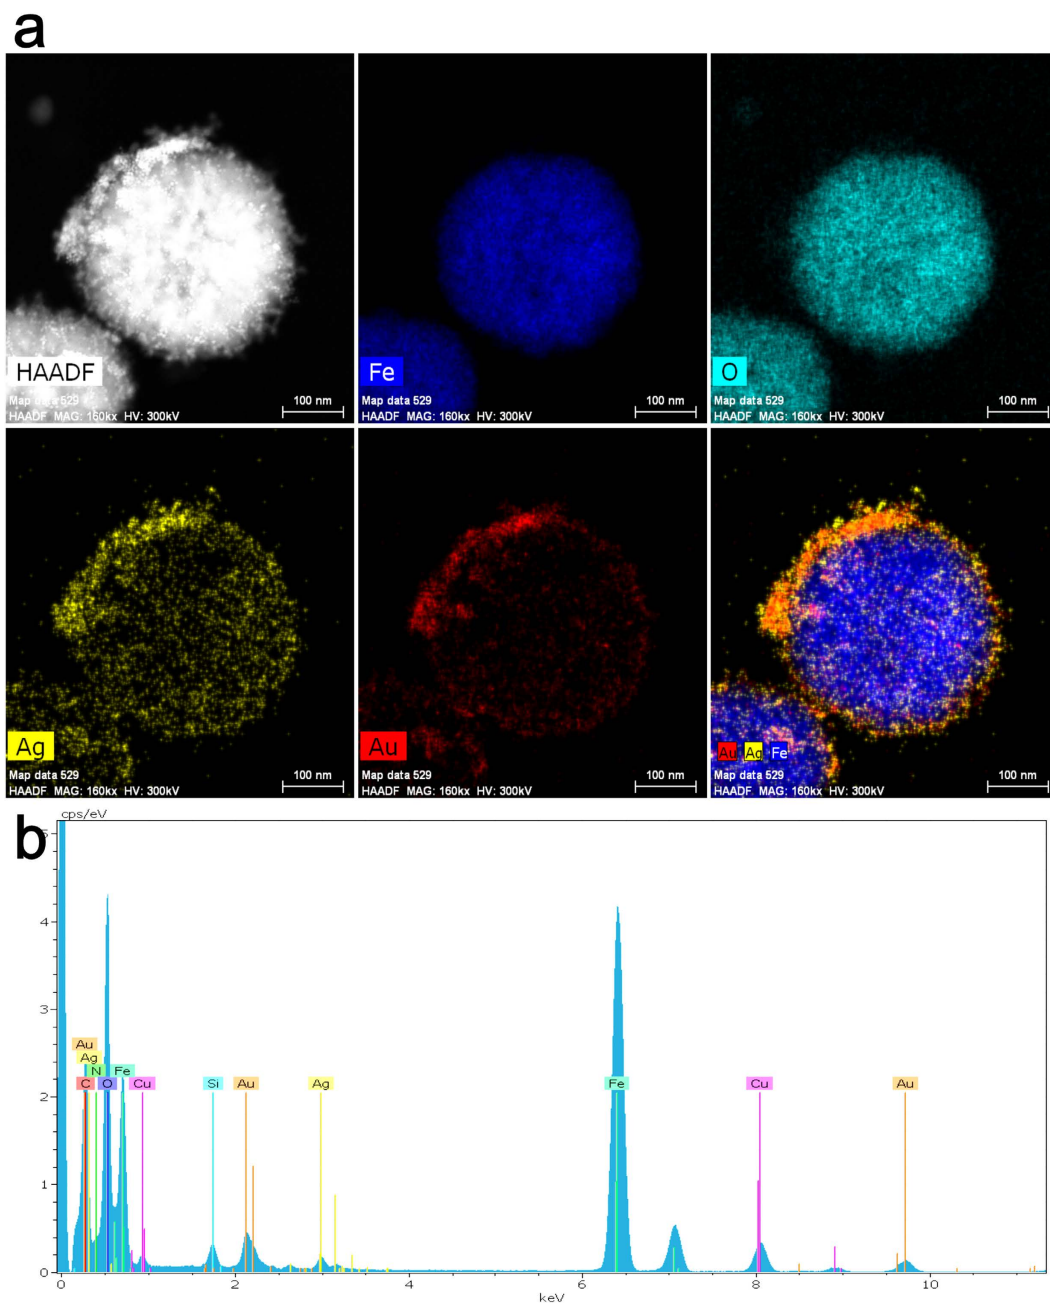 a
HAADF
Map data 529
HAADF MAG: 160kx HV: 300kV
100 nm
Fe
Map data 529
HAADF MAG: 160kx HV: 300kV
100 nm
O
Map data 529
HAADF MAG: 160kx HV: 300kV
100 nm
Ag
Map data 529
HAADF MAG: 160kx HV: 300kV
100 nm
Au
Map data 529
HAADF MAG: 160kx HV: 300kV
100 nm
Au Ag Fe
Map data 529
HAADF MAG: 160kx HV: 300kV
100 nm
b
cps/eV
5
4
3
Au
Ag
N Fe
C O Cu Si Au Ag Fe Cu Au
2
1
0
0 2 4 6 8 10
keV